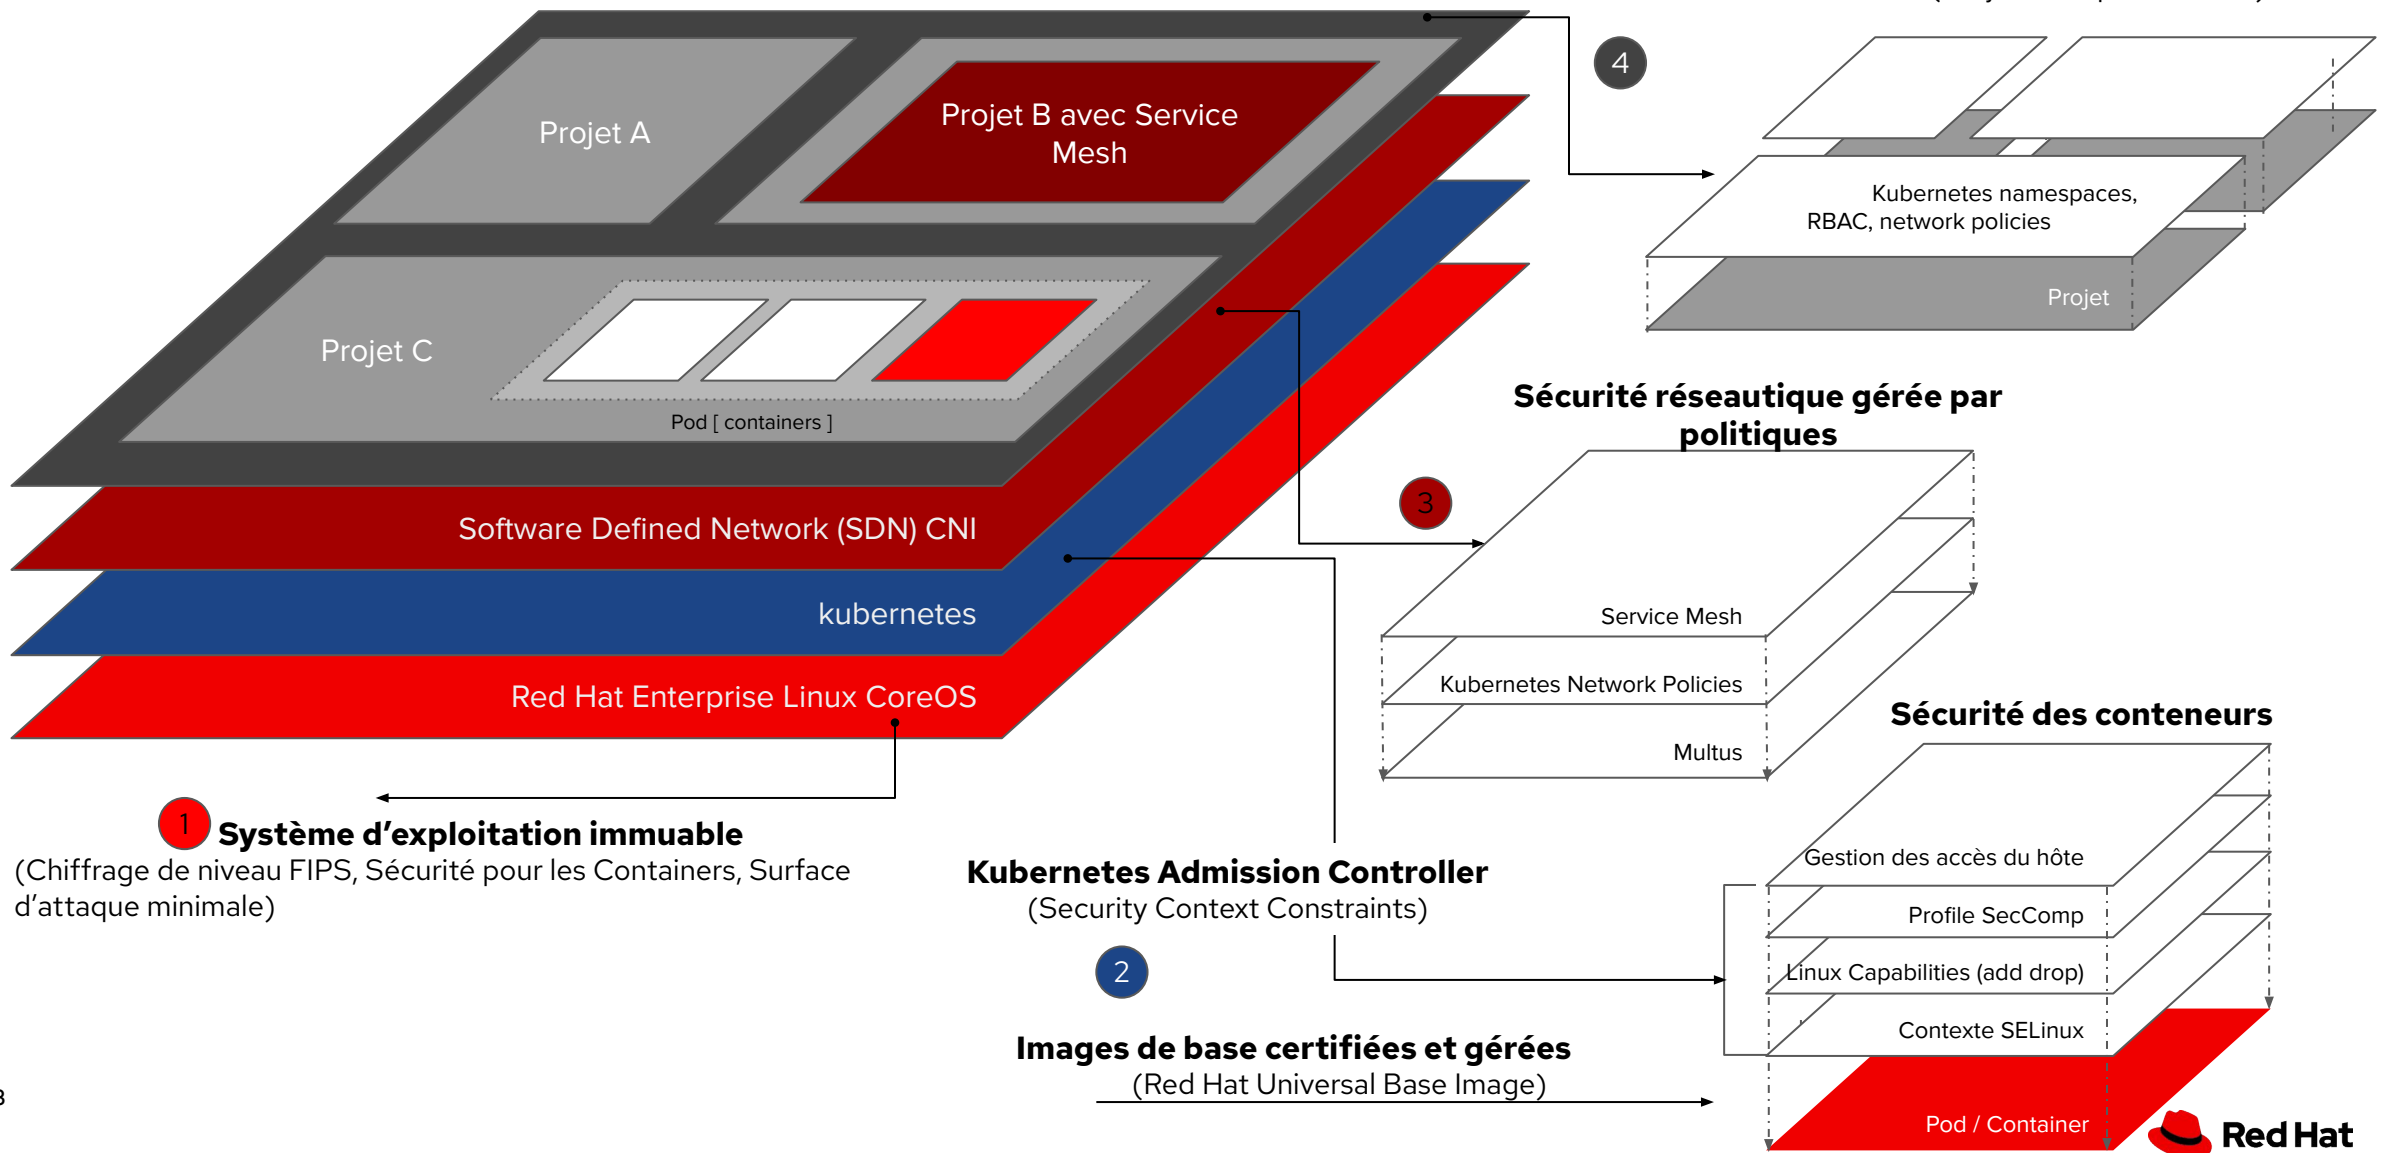 4
Projet A
Projet B avec Service
Mesh
Kubernetes namespaces,
RBAC, network policies
Projet
Projet C
Pod [ containers ]
Sécurité réseautique gérée par
politiques
3
Software Defined Network (SDN) CNI
kubernetes
Service Mesh
Kubernetes Network Policies
Multus
Red Hat Enterprise Linux CoreOS
Sécurité des conteneurs
1
Système d’exploitation immuable
(Chiffrage de niveau FIPS, Sécurité pour les Containers, Surface
d’attaque minimale)
Kubernetes Admission Controller
(Security Context Constraints)
2
Gestion des accès du hôte
Profile SecComp
Linux Capabilities (add drop)
Contexte SELinux
Images de base certifiées et gérées
(Red Hat Universal Base Image)
Pod / Container
Red Hat